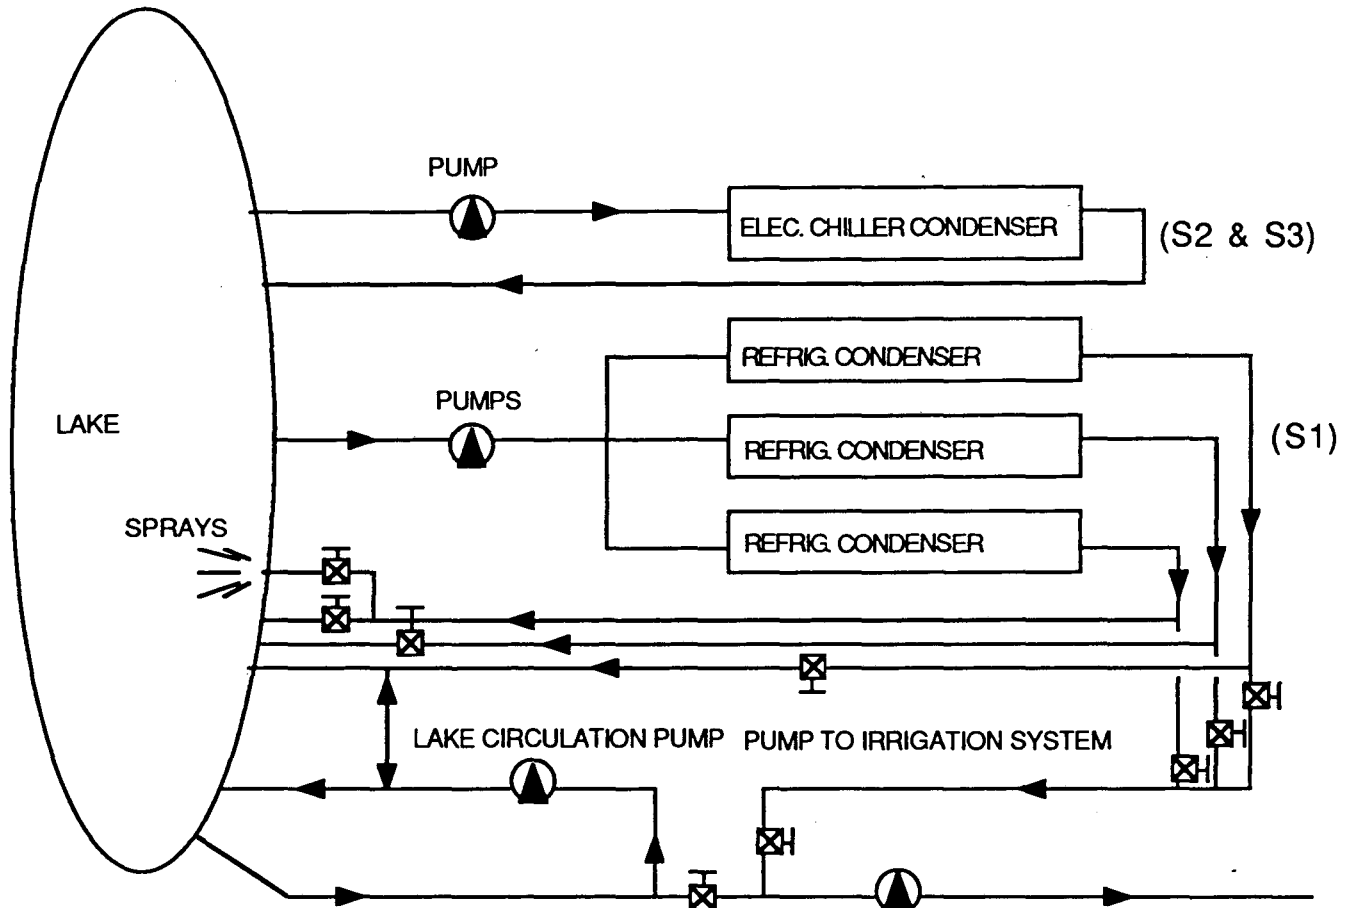 PUMP
ELEC. CHILLER CONDENSER
(S2 & S3)
REFRIG. CONDENSER
PUMPS
LAKE
REFRIG. CONDENSER
(S1)
SPRAYS
REFRIG. CONDENSER
LAKE CIRCULATION PUMP
PUMP TO IRRIGATION SYSTEM